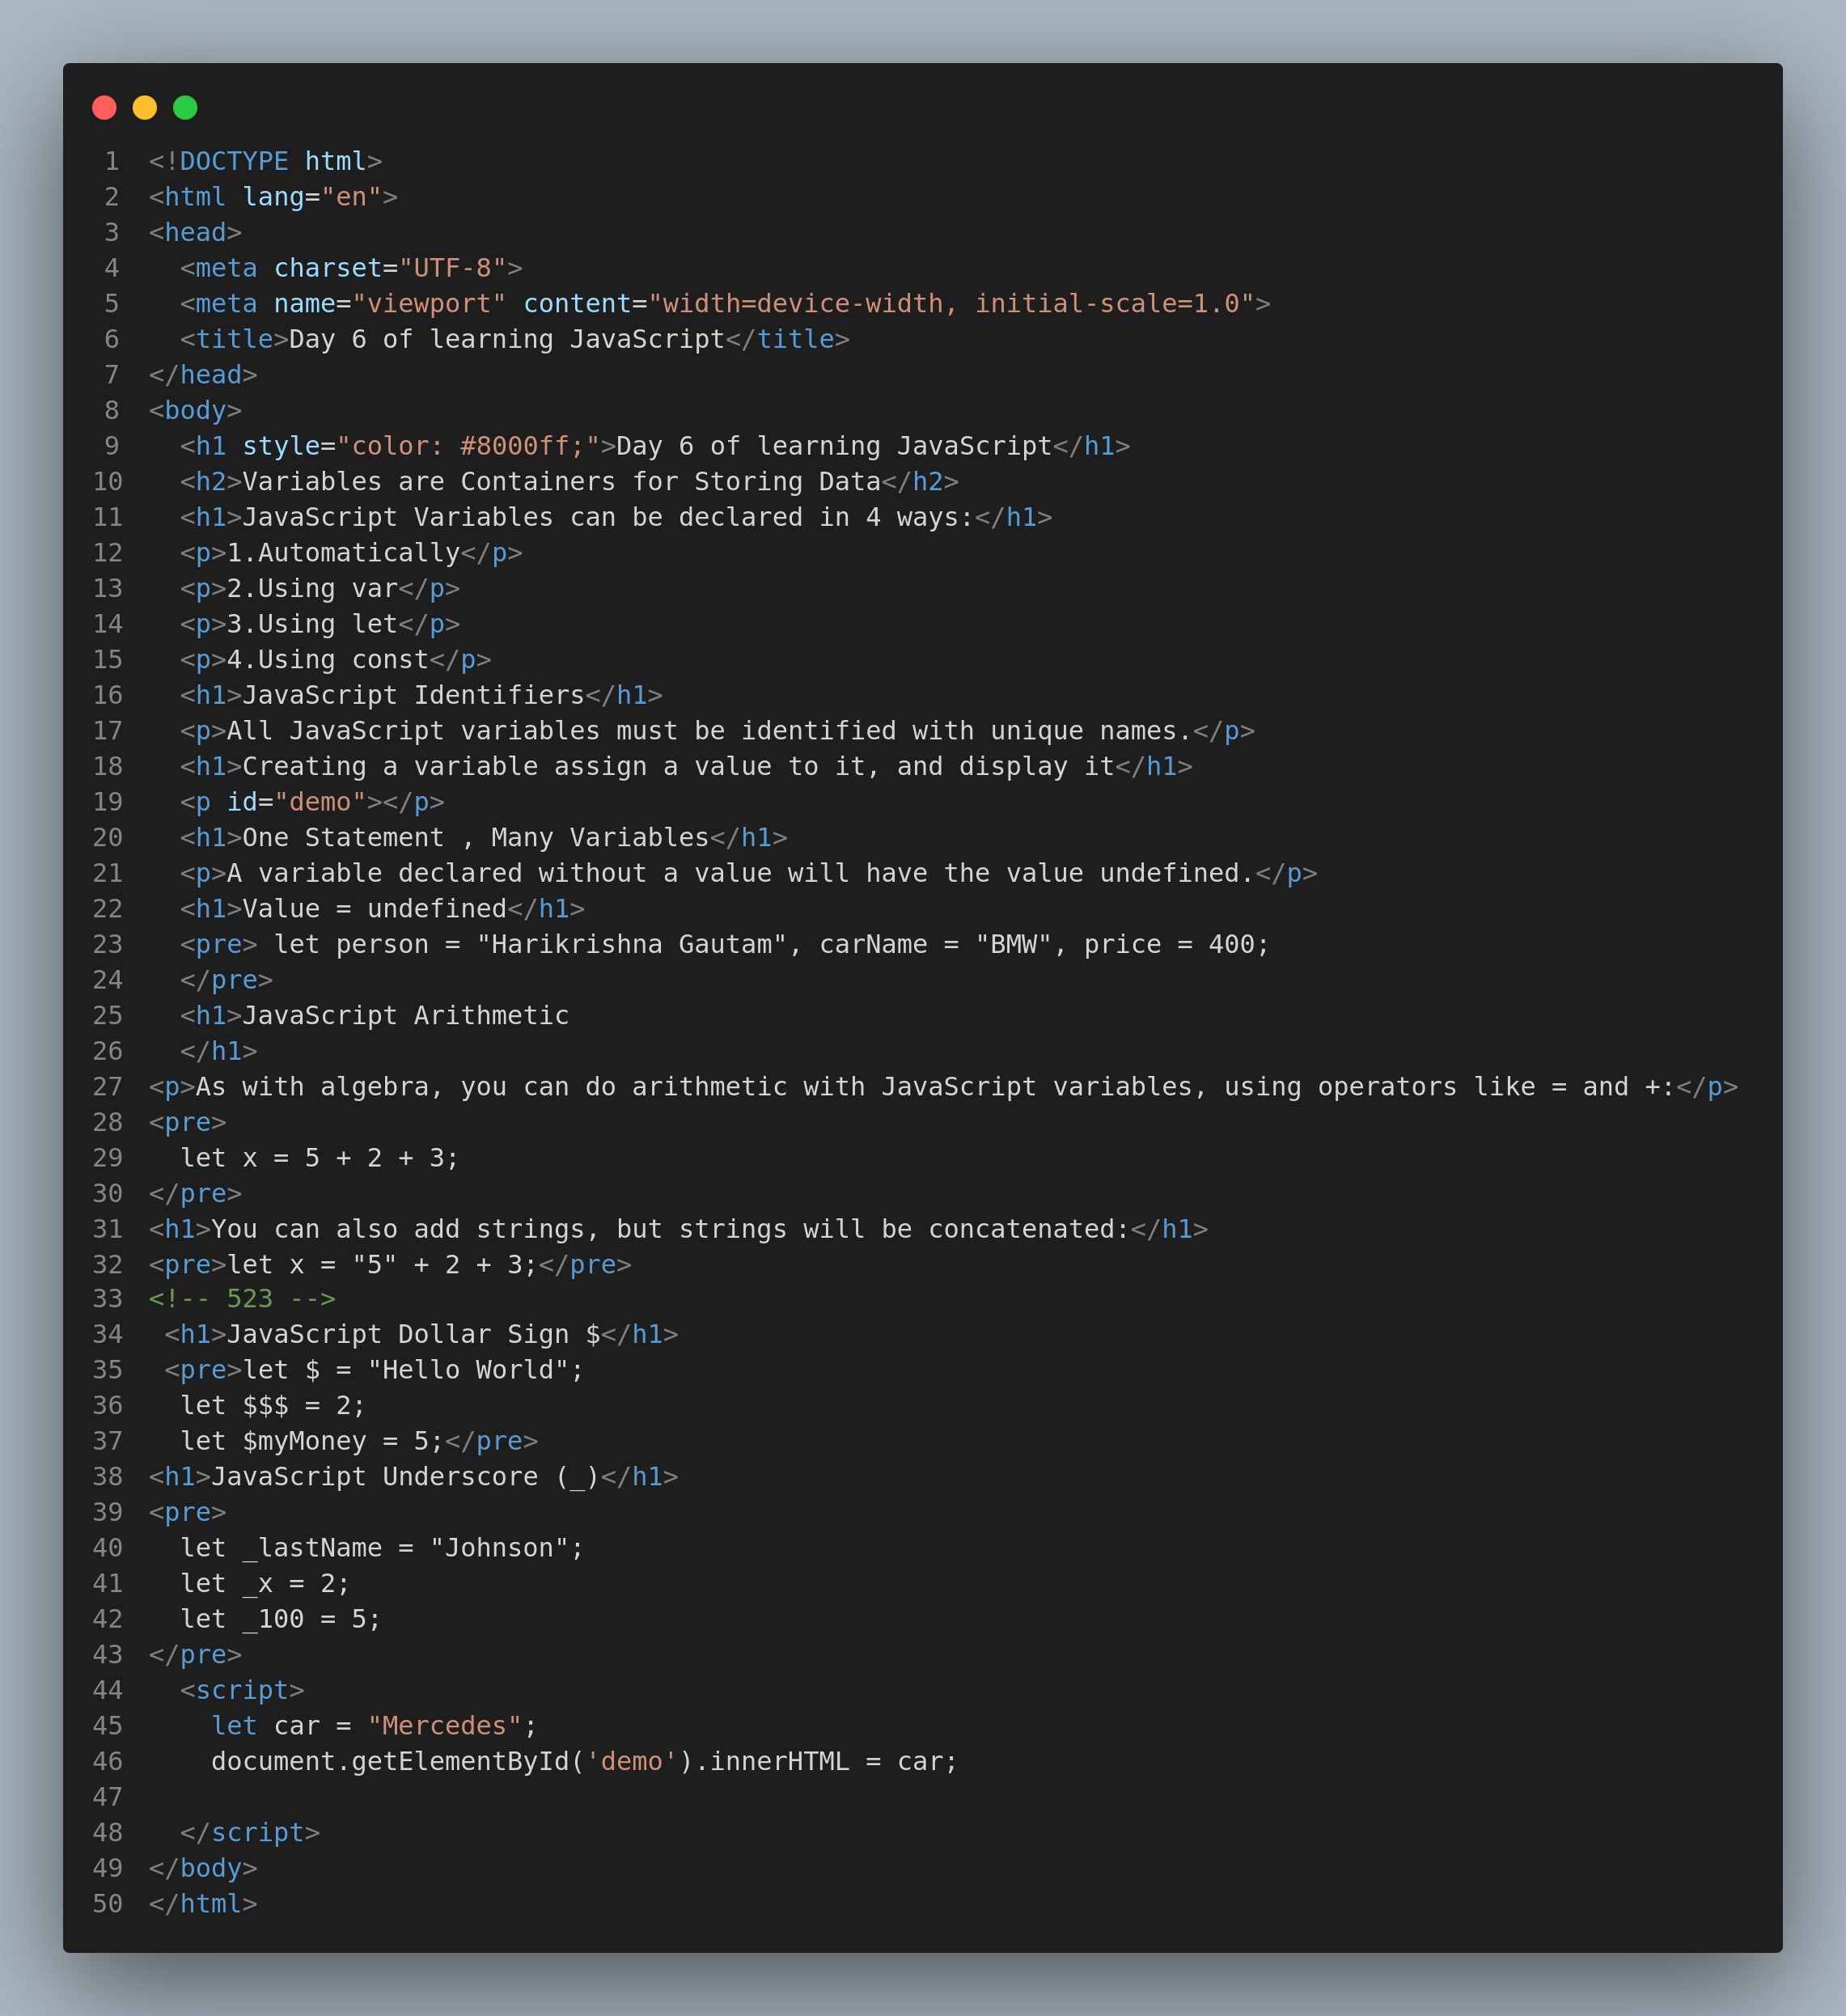 1 <!DOCTYPE html>
2 <html lang="en">
3 <head>
4   <meta charset="UTF-8">
5   <meta name="viewport" content="width=device-width, initial-scale=1.0">
6   <title>Day 6 of learning JavaScript</title>
7 </head>
8 <body>
9   <h1 style="color: #8000ff;">Day 6 of learning JavaScript</h1>
10   <h2>Variables are Containers for Storing Data</h2>
11   <h1>JavaScript Variables can be declared in 4 ways:</h1>
12   <p>1.Automatically</p>
13   <p>2.Using var</p>
14   <p>3.Using let</p>
15   <p>4.Using const</p>
16   <h1>JavaScript Identifiers</h1>
17   <p>All JavaScript variables must be identified with unique names.</p>
18   <h1>Creating a variable assign a value to it, and display it</h1>
19   <p id="demo"></p>
20   <h1>One Statement , Many Variables</h1>
21   <p>A variable declared without a value will have the value undefined.</p>
22   <h1>Value = undefined</h1>
23   <pre> let person = "Harikrishna Gautam", carName = "BMW", price = 400;
24   </pre>
25   <h1>JavaScript Arithmetic
26   </h1>
27 <p>As with algebra, you can do arithmetic with JavaScript variables, using operators like = and +:</p>
28 <pre>
29   let x = 5 + 2 + 3;
30 </pre>
31 <h1>You can also add strings, but strings will be concatenated:</h1>
32 <pre>let x = "5" + 2 + 3;</pre>
33 <!-- 523 -->
34  <h1>JavaScript Dollar Sign $</h1>
35  <pre>let $ = "Hello World";
36   let $$$ = 2;
37   let $myMoney = 5;</pre>
38 <h1>JavaScript Underscore (_)</h1>
39 <pre>
40   let _lastName = "Johnson";
41   let _x = 2;
42   let _100 = 5;
43 </pre>
44   <script>
45     let car = "Mercedes";
46     document.getElementById('demo').innerHTML = car;
47
48   </script>
49 </body>
50 </html>